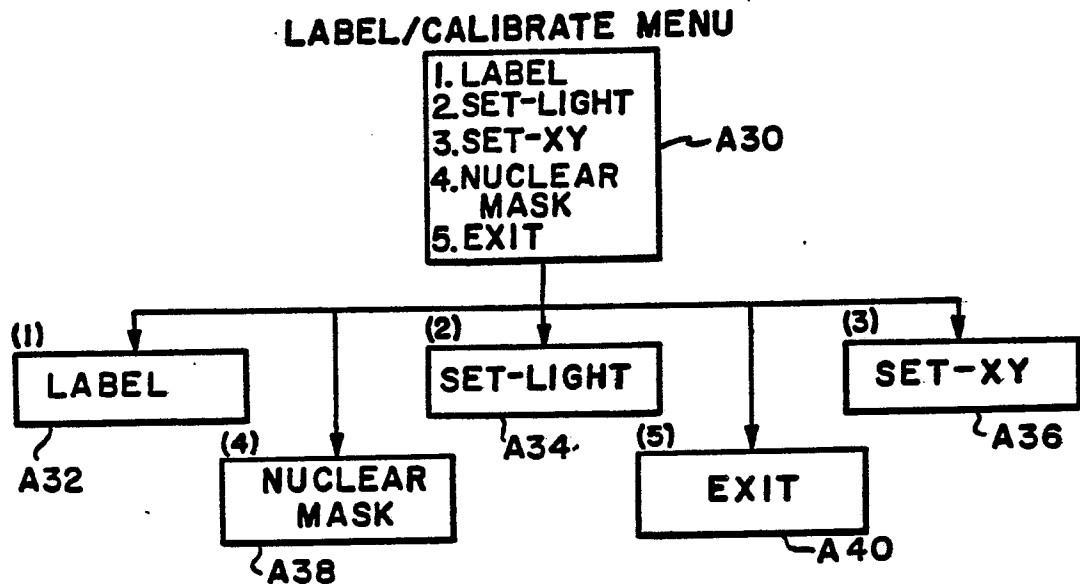 LABEL/CALIBRATE MENU
1. LABEL
2. SET-LIGHT
3. SET-XY
4. NUCLEAR
MASK
5. EXIT
A30
(1)
LABEL
A32
(4)
NUCLEAR
MASK
A38
(2)
SET-LIGHT
A34
(5)
EXIT
A40
(3)
SET-XY
A36